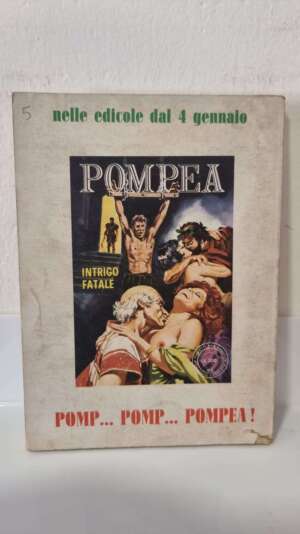 5
nelle edicole dal 4 gennaio
POMPEA
INTRIGO
FATALE
POMP... POMP... POMPEA!